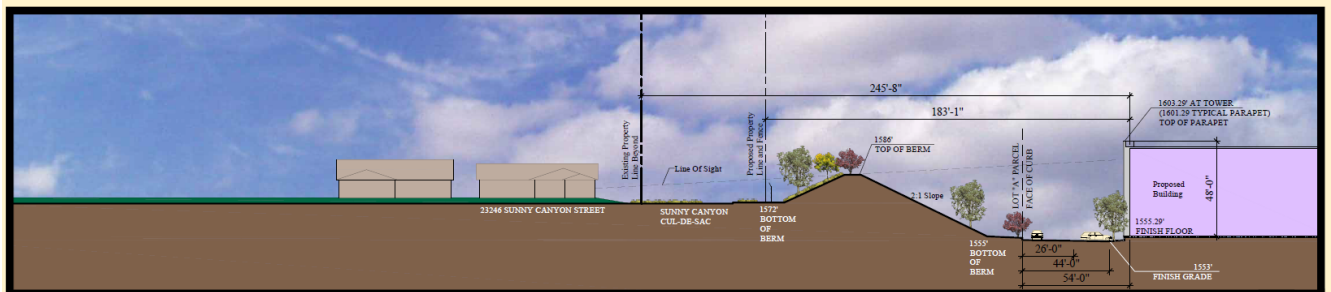 245'-8"
183'-1"
1603.29' AT TOWER
(1601.29 TYPICAL PARAPET)
TOP OF PARAPET
Existing Property
Line Beyond
Proposed Property
Line and Fence
1586'
TOP OF BERM
Line Of Sight
LOT "A" PARCEL
FACE OF CURB
2:1 Slope
Proposed
Building
48'-0"
23246 SUNNY CANYON STREET
SUNNY CANYON
CUL-DE-SAC
1572'
BOTTOM
OF
BERM
1555.29'
FINISH FLOOR
1555'
BOTTOM
OF
BERM
26'-0"
44'-0"
54'-0"
1553'
FINISH GRADE